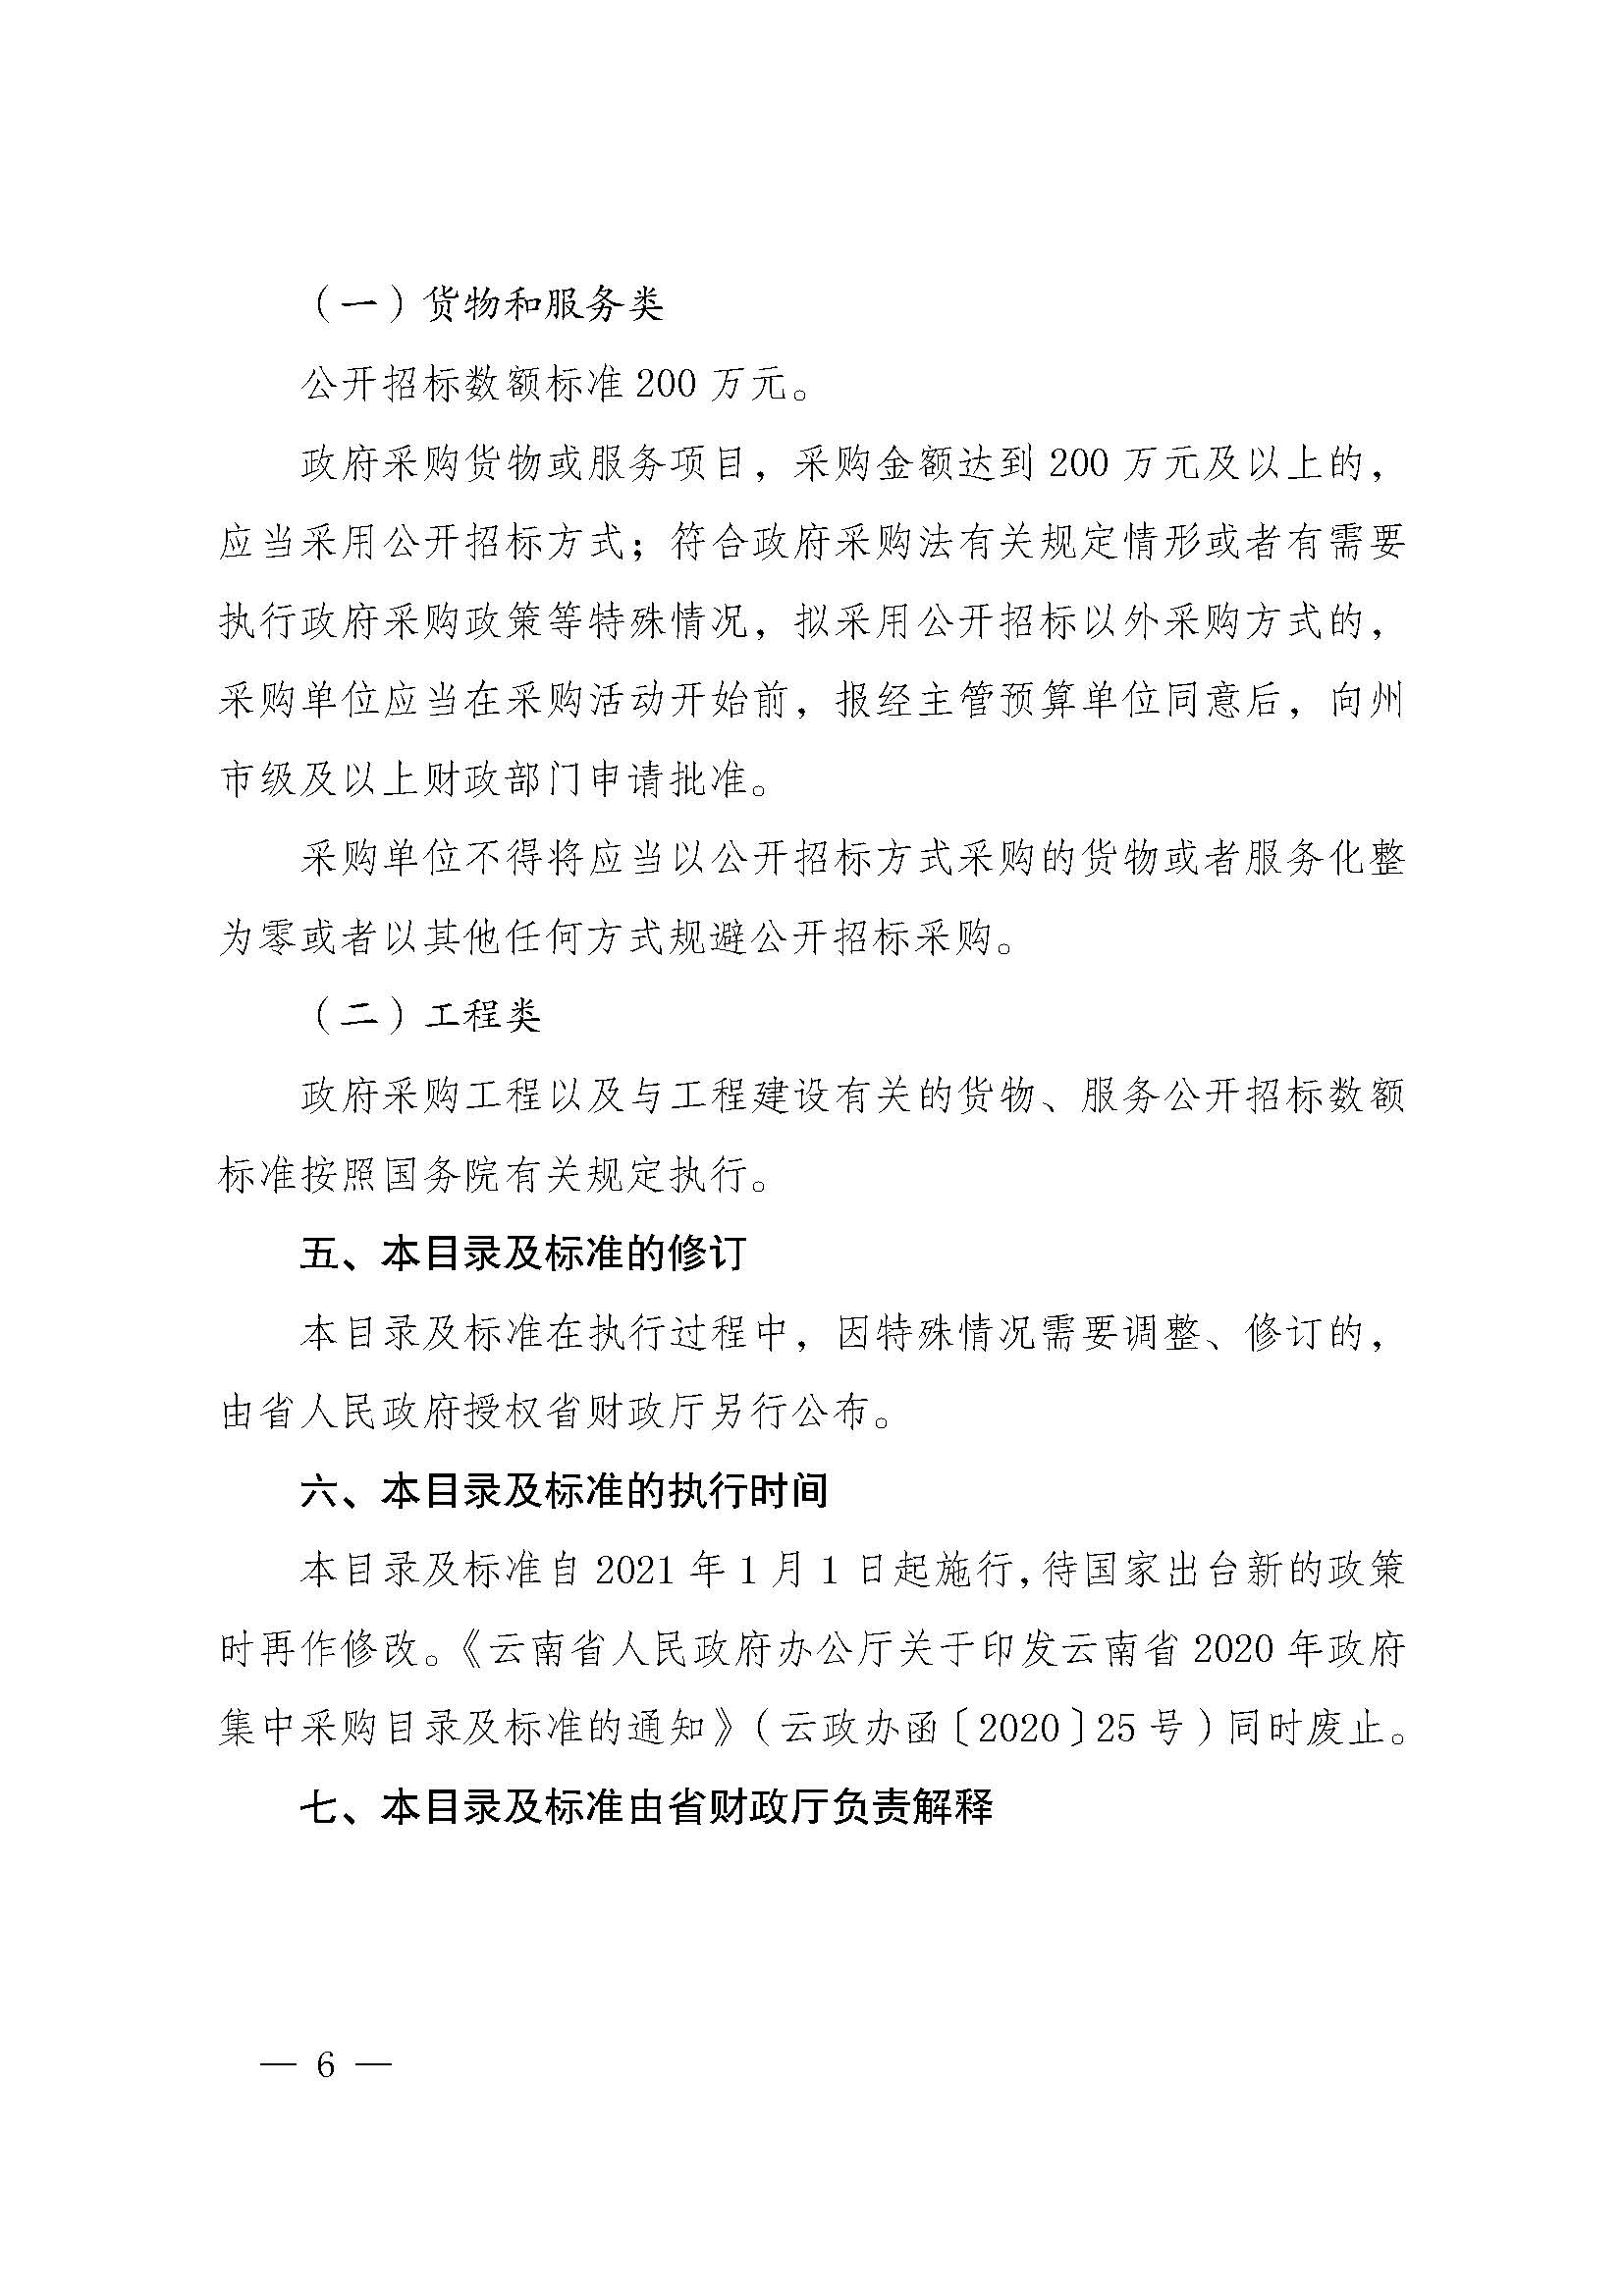 （一）货物和服务类
公开招标数额标准 200 万元。
政府采购货物或服务项目，采购金额达到 200 万元及以上的，
应当采用公开招标方式；符合政府采购法有关规定情形或者有需要
执行政府采购政策等特殊情况，拟采用公开招标以外采购方式的，
采购单位应当在采购活动开始前，报经主管预算单位同意后，向州
市级及以上财政部门申请批准。
采购单位不得将应当以公开招标方式采购的货物或者服务化整
为零或者以其他任何方式规避公开招标采购。
（二）工程类
政府采购工程以及与工程建设有关的货物、服务公开招标数额
标准按照国务院有关规定执行。
五、本目录及标准的修订
本目录及标准在执行过程中，因特殊情况需要调整、修订的，
由省人民政府授权省财政厅另行公布。
六、本目录及标准的执行时间
本目录及标准自 2021 年 1 月 1 日起施行，待国家出台新的政策
时再作修改。《云南省人民政府办公厅关于印发云南省 2020 年政府
集中采购目录及标准的通知》（云政办函〔2020〕25 号）同时废止。
七、本目录及标准由省财政厅负责解释
— 6 —